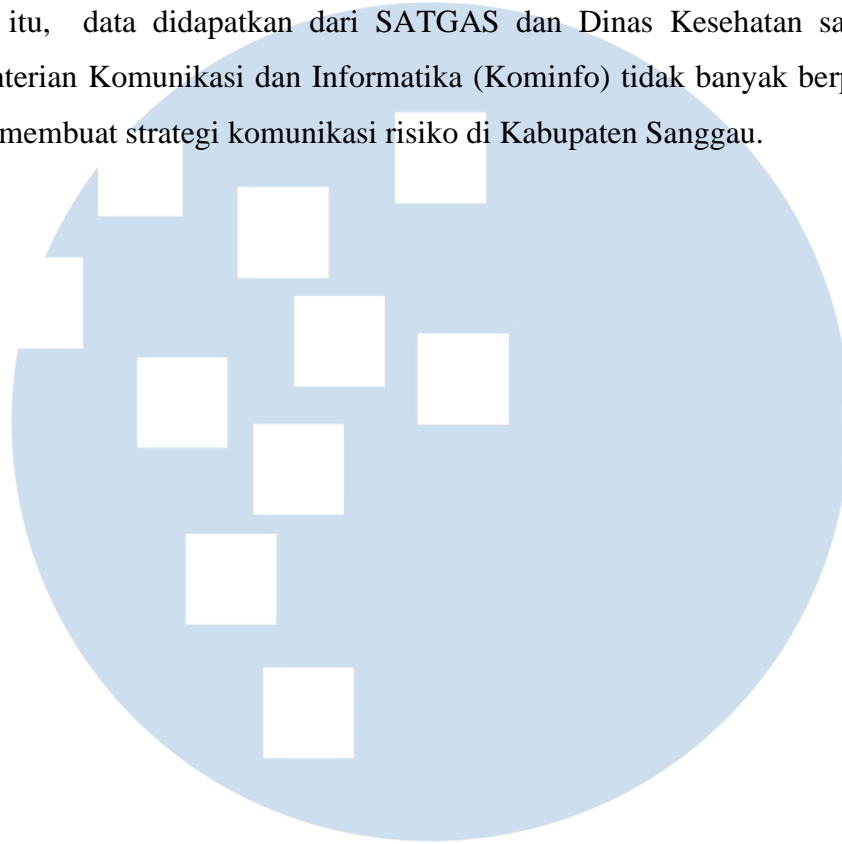 itu, data didapatkan dari SATGAS dan Dinas Kesehatan sa
nterian Komunikasi dan Informatika (Kominfo) tidak banyak berp
membuat strategi komunikasi risiko di Kabupaten Sanggau.